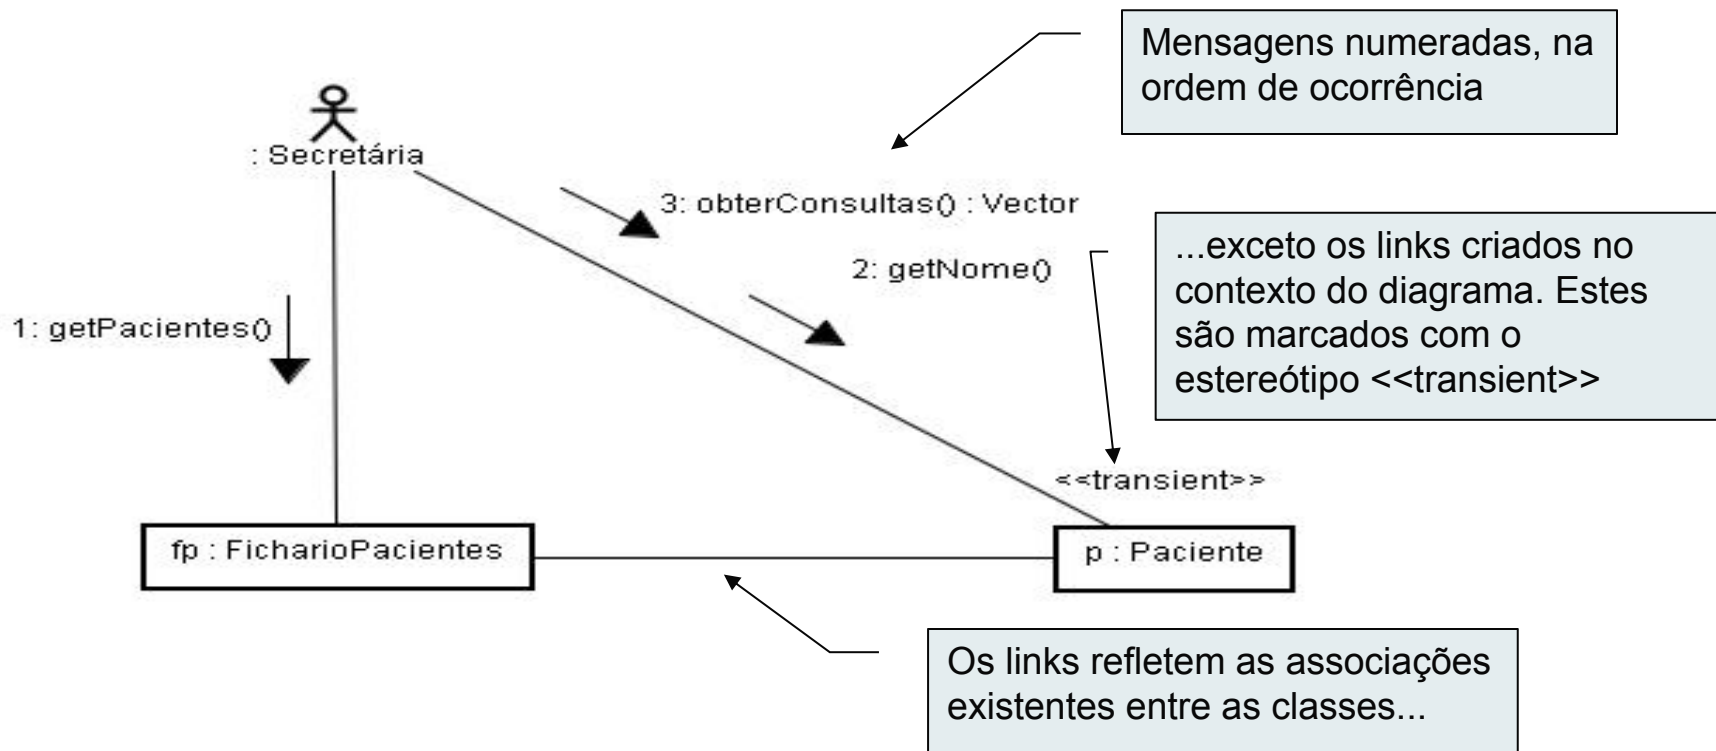 Mensagens numeradas, na
ordem de ocorrência
: Secretária
3: obterConsultas() : Vector
2: getNome()
...exceto os links criados no
contexto do diagrama. Estes
são marcados com o
estereótipo <<transient>>
1: getPacientes()
<<transient>>
fp : FicharioPacientes
p : Paciente
Os links refletem as associações
existentes entre as classes...